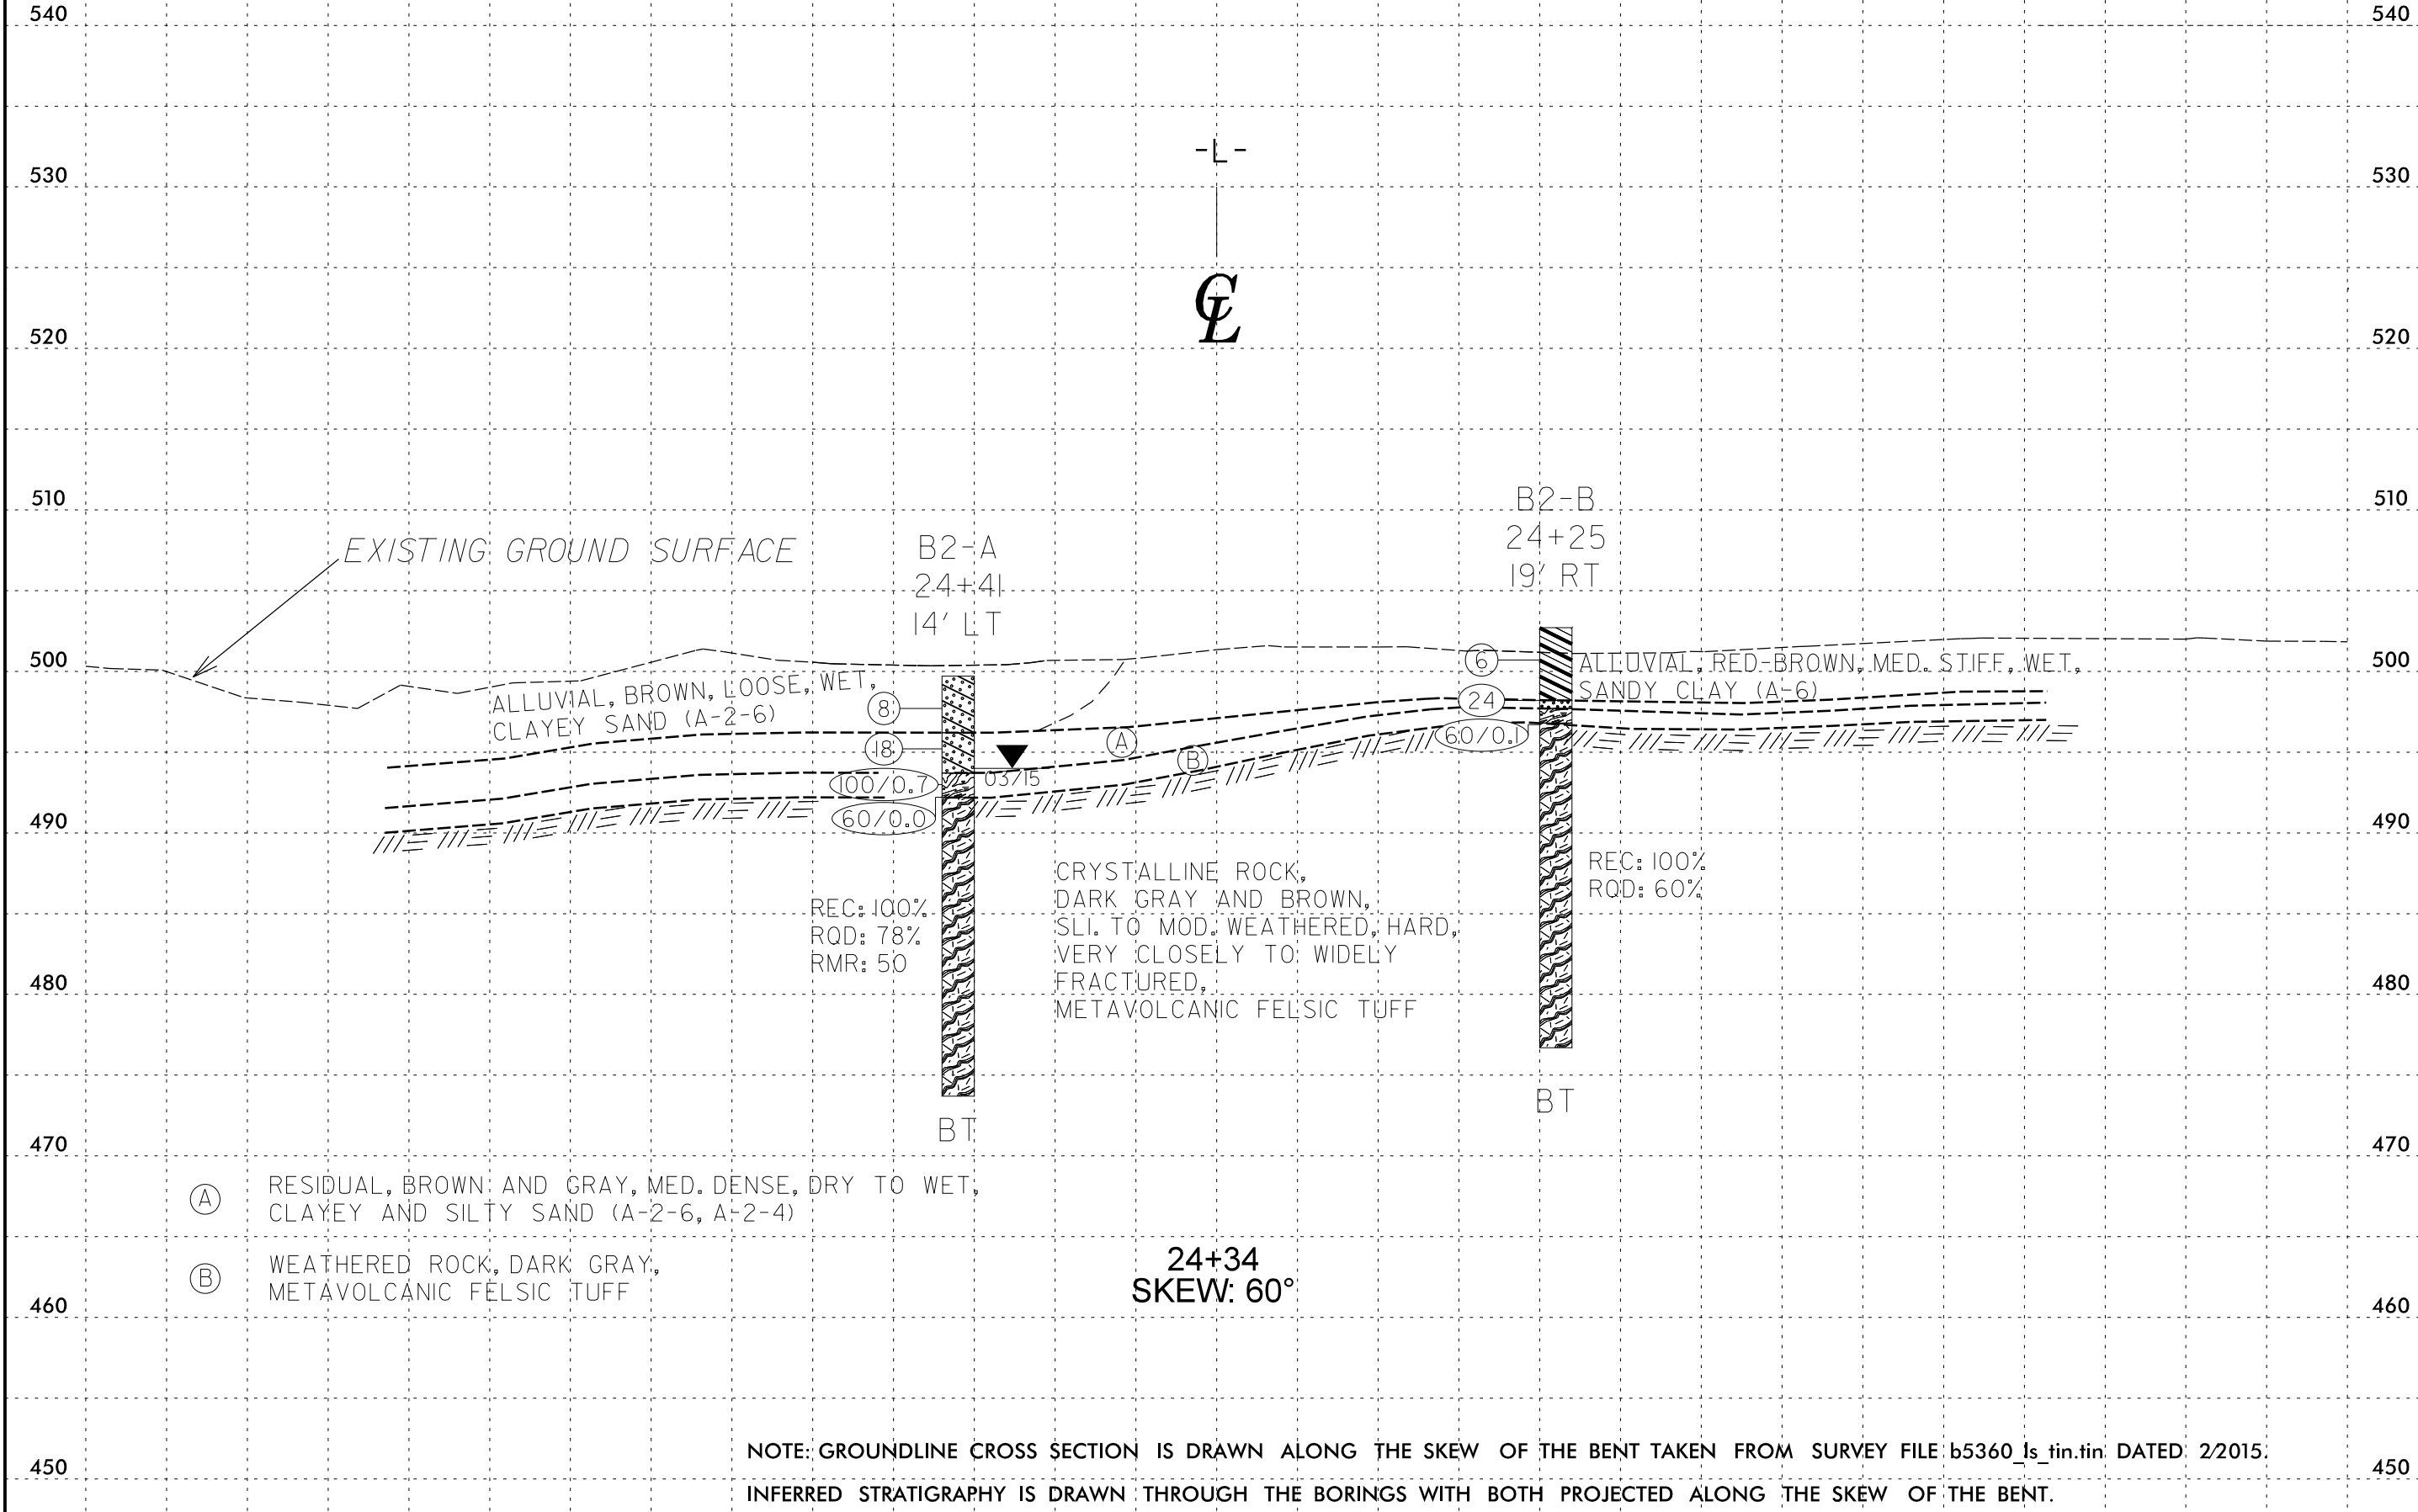 540 540
-L-
530 530
CL
520 520
510 510
B2-B
24+25
19' RT
EXISTING GROUND SURFACE
B2-A
24+41
14' LT
500 500
6
ALLUVIAL, RED-BROWN, MED. STIFF, WET,
SANDY CLAY (A-6)
ALLUVIAL, BROWN, LOOSE, WET,
CLAYEY SAND (A-2-6)
8
24
18
A
60/0.1
B
100/0.7
03/15
60/0.0
490 490
REC: 100%
RQD: 60%
CRYSTALLINE ROCK,
DARK GRAY AND BROWN,
SLI. TO MOD. WEATHERED, HARD,
VERY CLOSELY TO WIDELY
FRACTURED,
METAVOLCANIC FELSIC TUFF
REC: 100%
RQD: 78%
RMR: 50
480 480
BT
BT
470 470
A RESIDUAL, BROWN AND GRAY, MED. DENSE, DRY TO WET,
CLAYEY AND SILTY SAND (A-2-6, A-2-4)
B WEATHERED ROCK, DARK GRAY,
METAVOLCANIC FELSIC TUFF
24+34
SKEW: 60°
460 460
NOTE: GROUNDLINE CROSS SECTION IS DRAWN ALONG THE SKEW OF THE BENT TAKEN FROM SURVEY FILE b5360_ls_tin.tin DATED 2/2015.
450 450
INFERRED STRATIGRAPHY IS DRAWN THROUGH THE BORINGS WITH BOTH PROJECTED ALONG THE SKEW OF THE BENT.